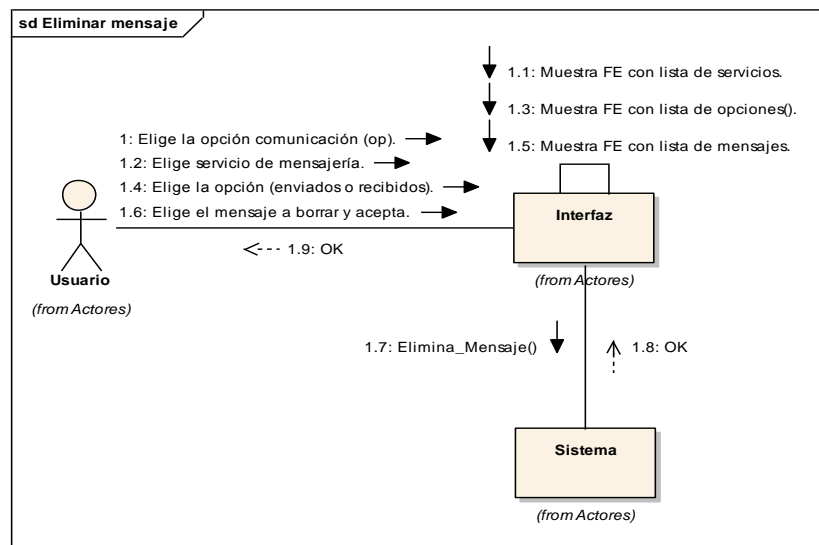 sd Eliminar mensaje
1.1: Muestra FE con lista de servicios.
1.3: Muestra FE con lista de opciones().
1.5: Muestra FE con lista de mensajes.
1: Elige la opción comunicación (op).
1.2: Elige servicio de mensajería.
1.4: Elige la opción (enviados o recibidos).
1.6: Elige el mensaje a borrar y acepta.
Interfaz
(from Actores)
1.9: OK
Usuario
(from Actores)
1.7: Elimina_Mensaje()
1.8: OK
Sistema
(from Actores)